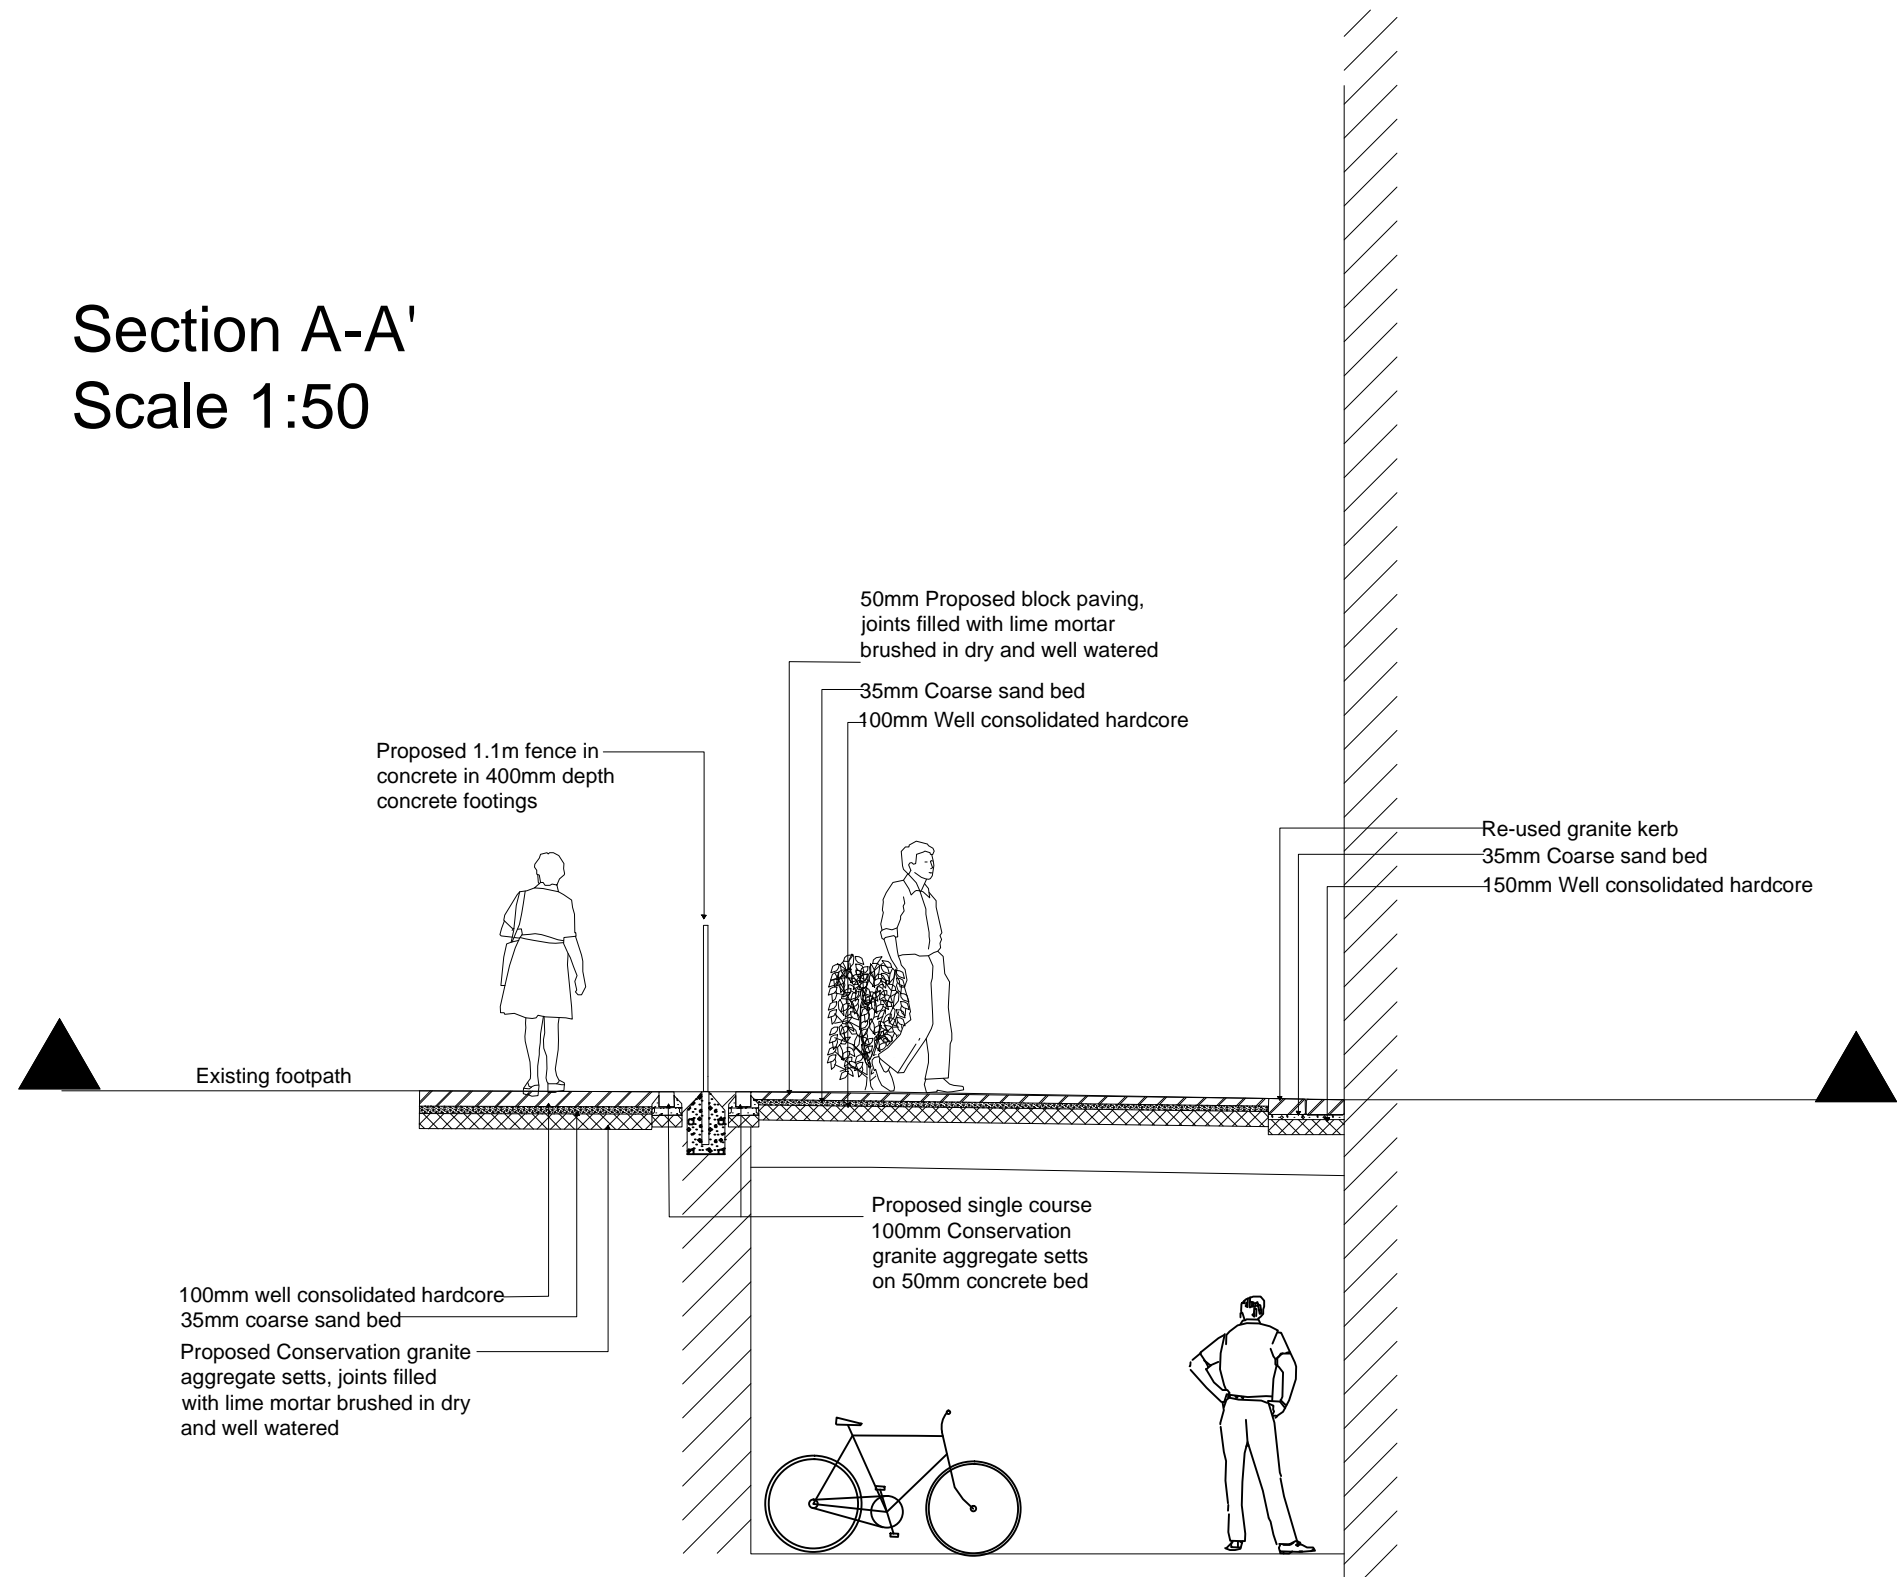 Section A-A'
Scale 1:50
50mm Proposed block paving,
joints filled with lime mortar
brushed in dry and well watered
35mm Coarse sand bed
100mm Well consolidated hardcore
Proposed 1.1m fence in
concrete in 400mm depth
concrete footings
Re-used granite kerb
35mm Coarse sand bed
150mm Well consolidated hardcore
Existing footpath
Proposed single course
100mm Conservation
granite aggregate setts
on 50mm concrete bed
100mm well consolidated hardcore
35mm coarse sand bed
Proposed Conservation granite
aggregate setts, joints filled
with lime mortar brushed in dry
and well watered